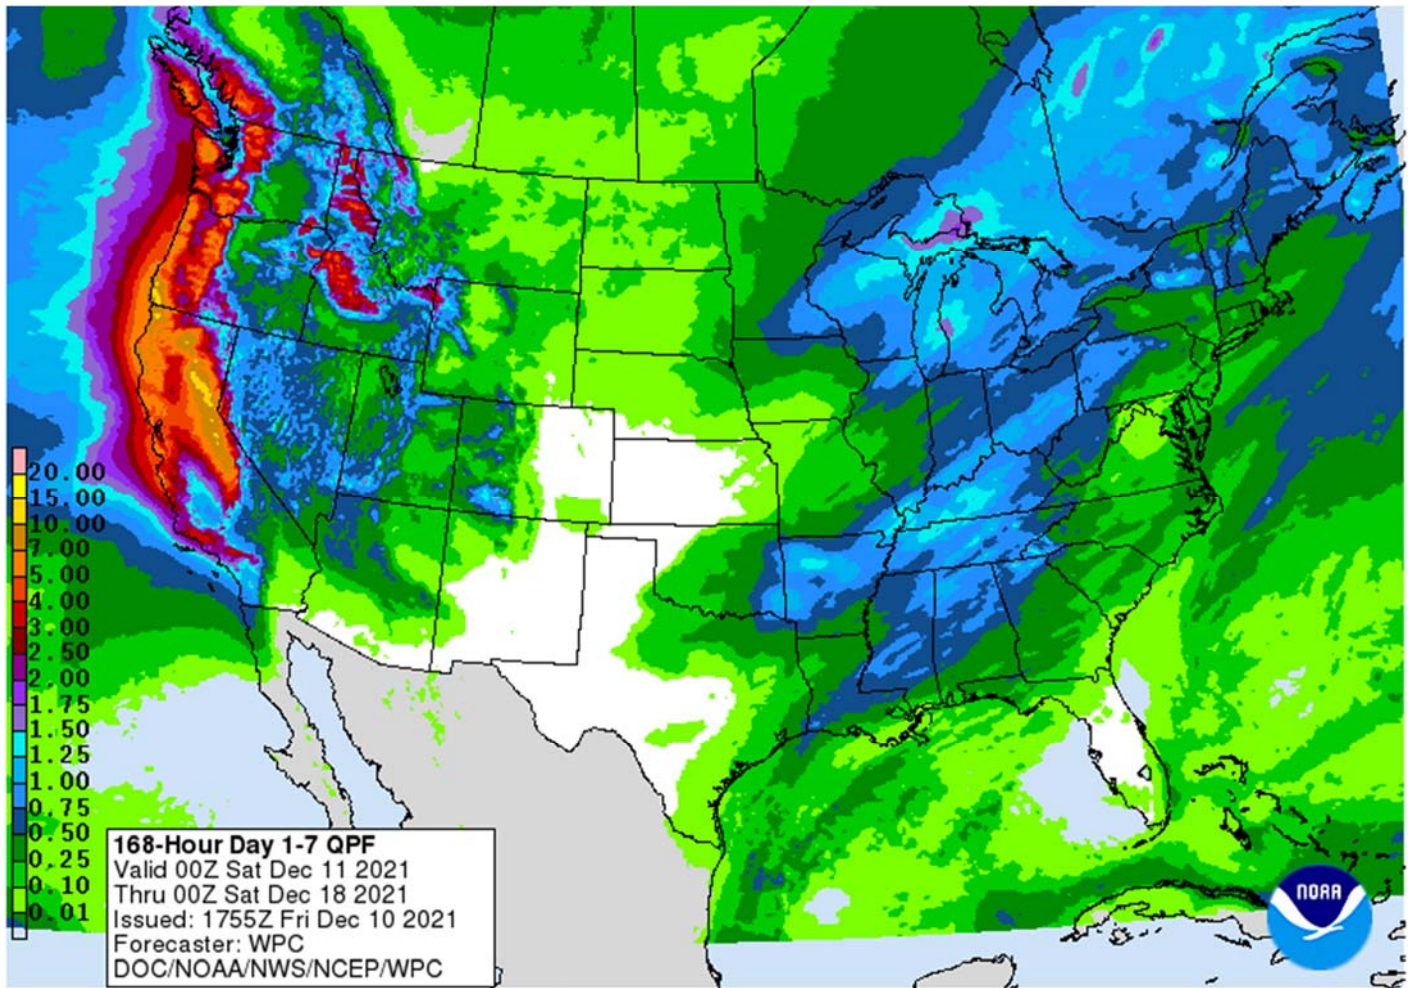 20.00
15.00
10.00
7.00
5.00
4.00
3.00
2.50
2.00
1.75
1.50
1.25
1.00
0.75
0.50
0.25
0.10
0.01
168-Hour Day 1-7 QPF
Valid 00Z Sat Dec 11 2021
Thru 00Z Sat Dec 18 2021
Issued: 1755Z Fri Dec 10 2021
Forecaster: WPC
DOC/NOAA/NWS/NCEP/WPC
NOAA